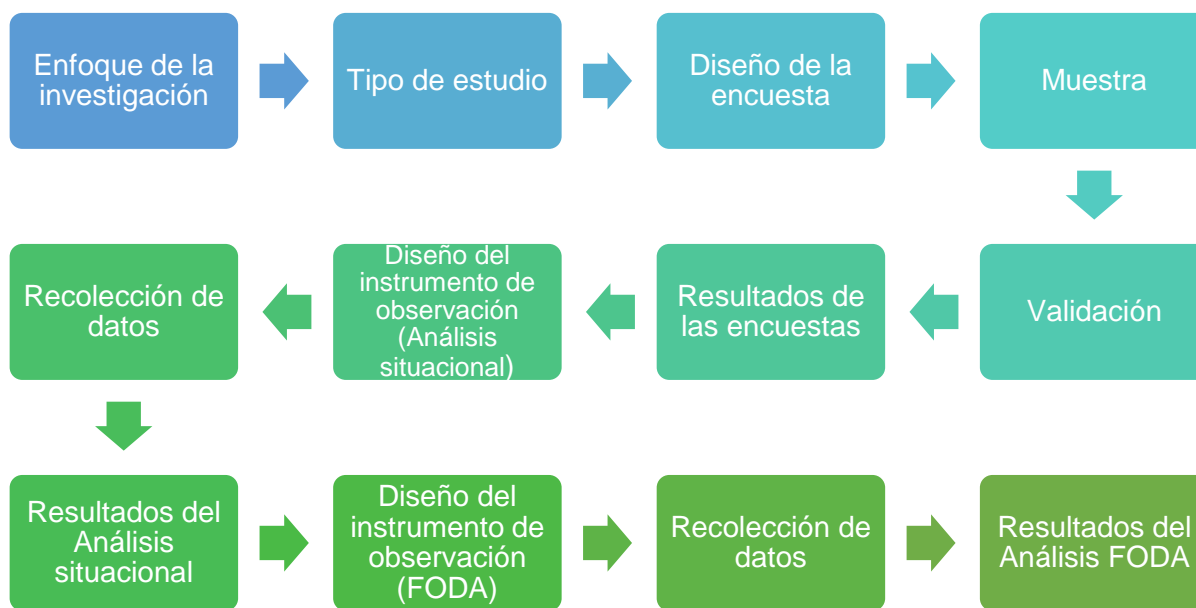 Enfoque de la
investigación
Tipo de estudio
Diseño de la
encuesta
Muestra
Validación
Resultados de
las encuestas
Diseño del
instrumento de
observación
(Análisis
situacional)
Recolección de
datos
Resultados del
Análisis
situacional
Diseño del
instrumento de
observación
(FODA)
Recolección de
datos
Resultados del
Análisis FODA